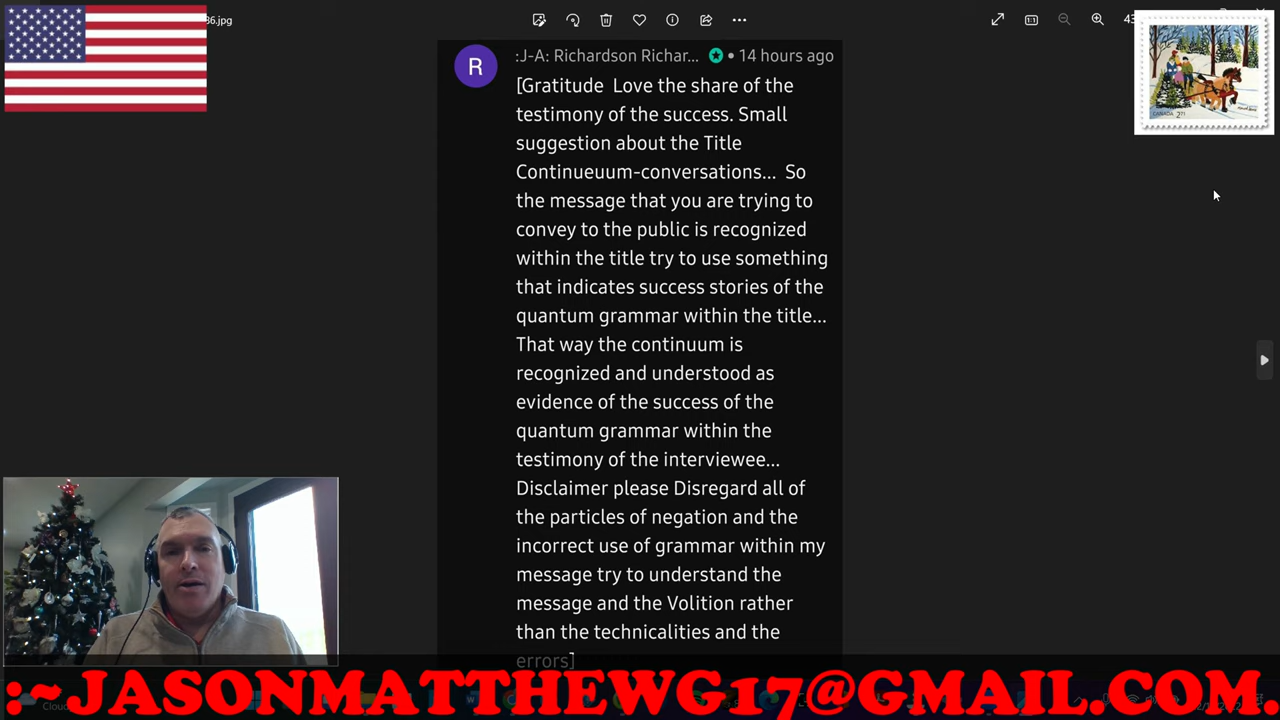 36.jpg
R
:J-A: Richardson Richar... • 14 hours ago
[Gratitude  Love the share of the
testimony of the success. Small
suggestion about the Title
Continueuum-conversations...  So
the message that you are trying to
convey to the public is recognized
within the title try to use something
that indicates success stories of the
quantum grammar within the title...
That way the continuum is
recognized and understood as
evidence of the success of the
quantum grammar within the
testimony of the interviewee...
Disclaimer please Disregard all of
the particles of negation and the
incorrect use of grammar within my
message try to understand the
message and the Volition rather
than the technicalities and the
errors]
CANADA 271
:~JASONMATTHEWG17@GMAIL.COM.